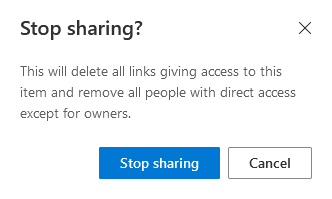 Stop sharing?
This will delete all links giving access to this
item and remove all people with direct access
except for owners.
Stop sharing
Cancel